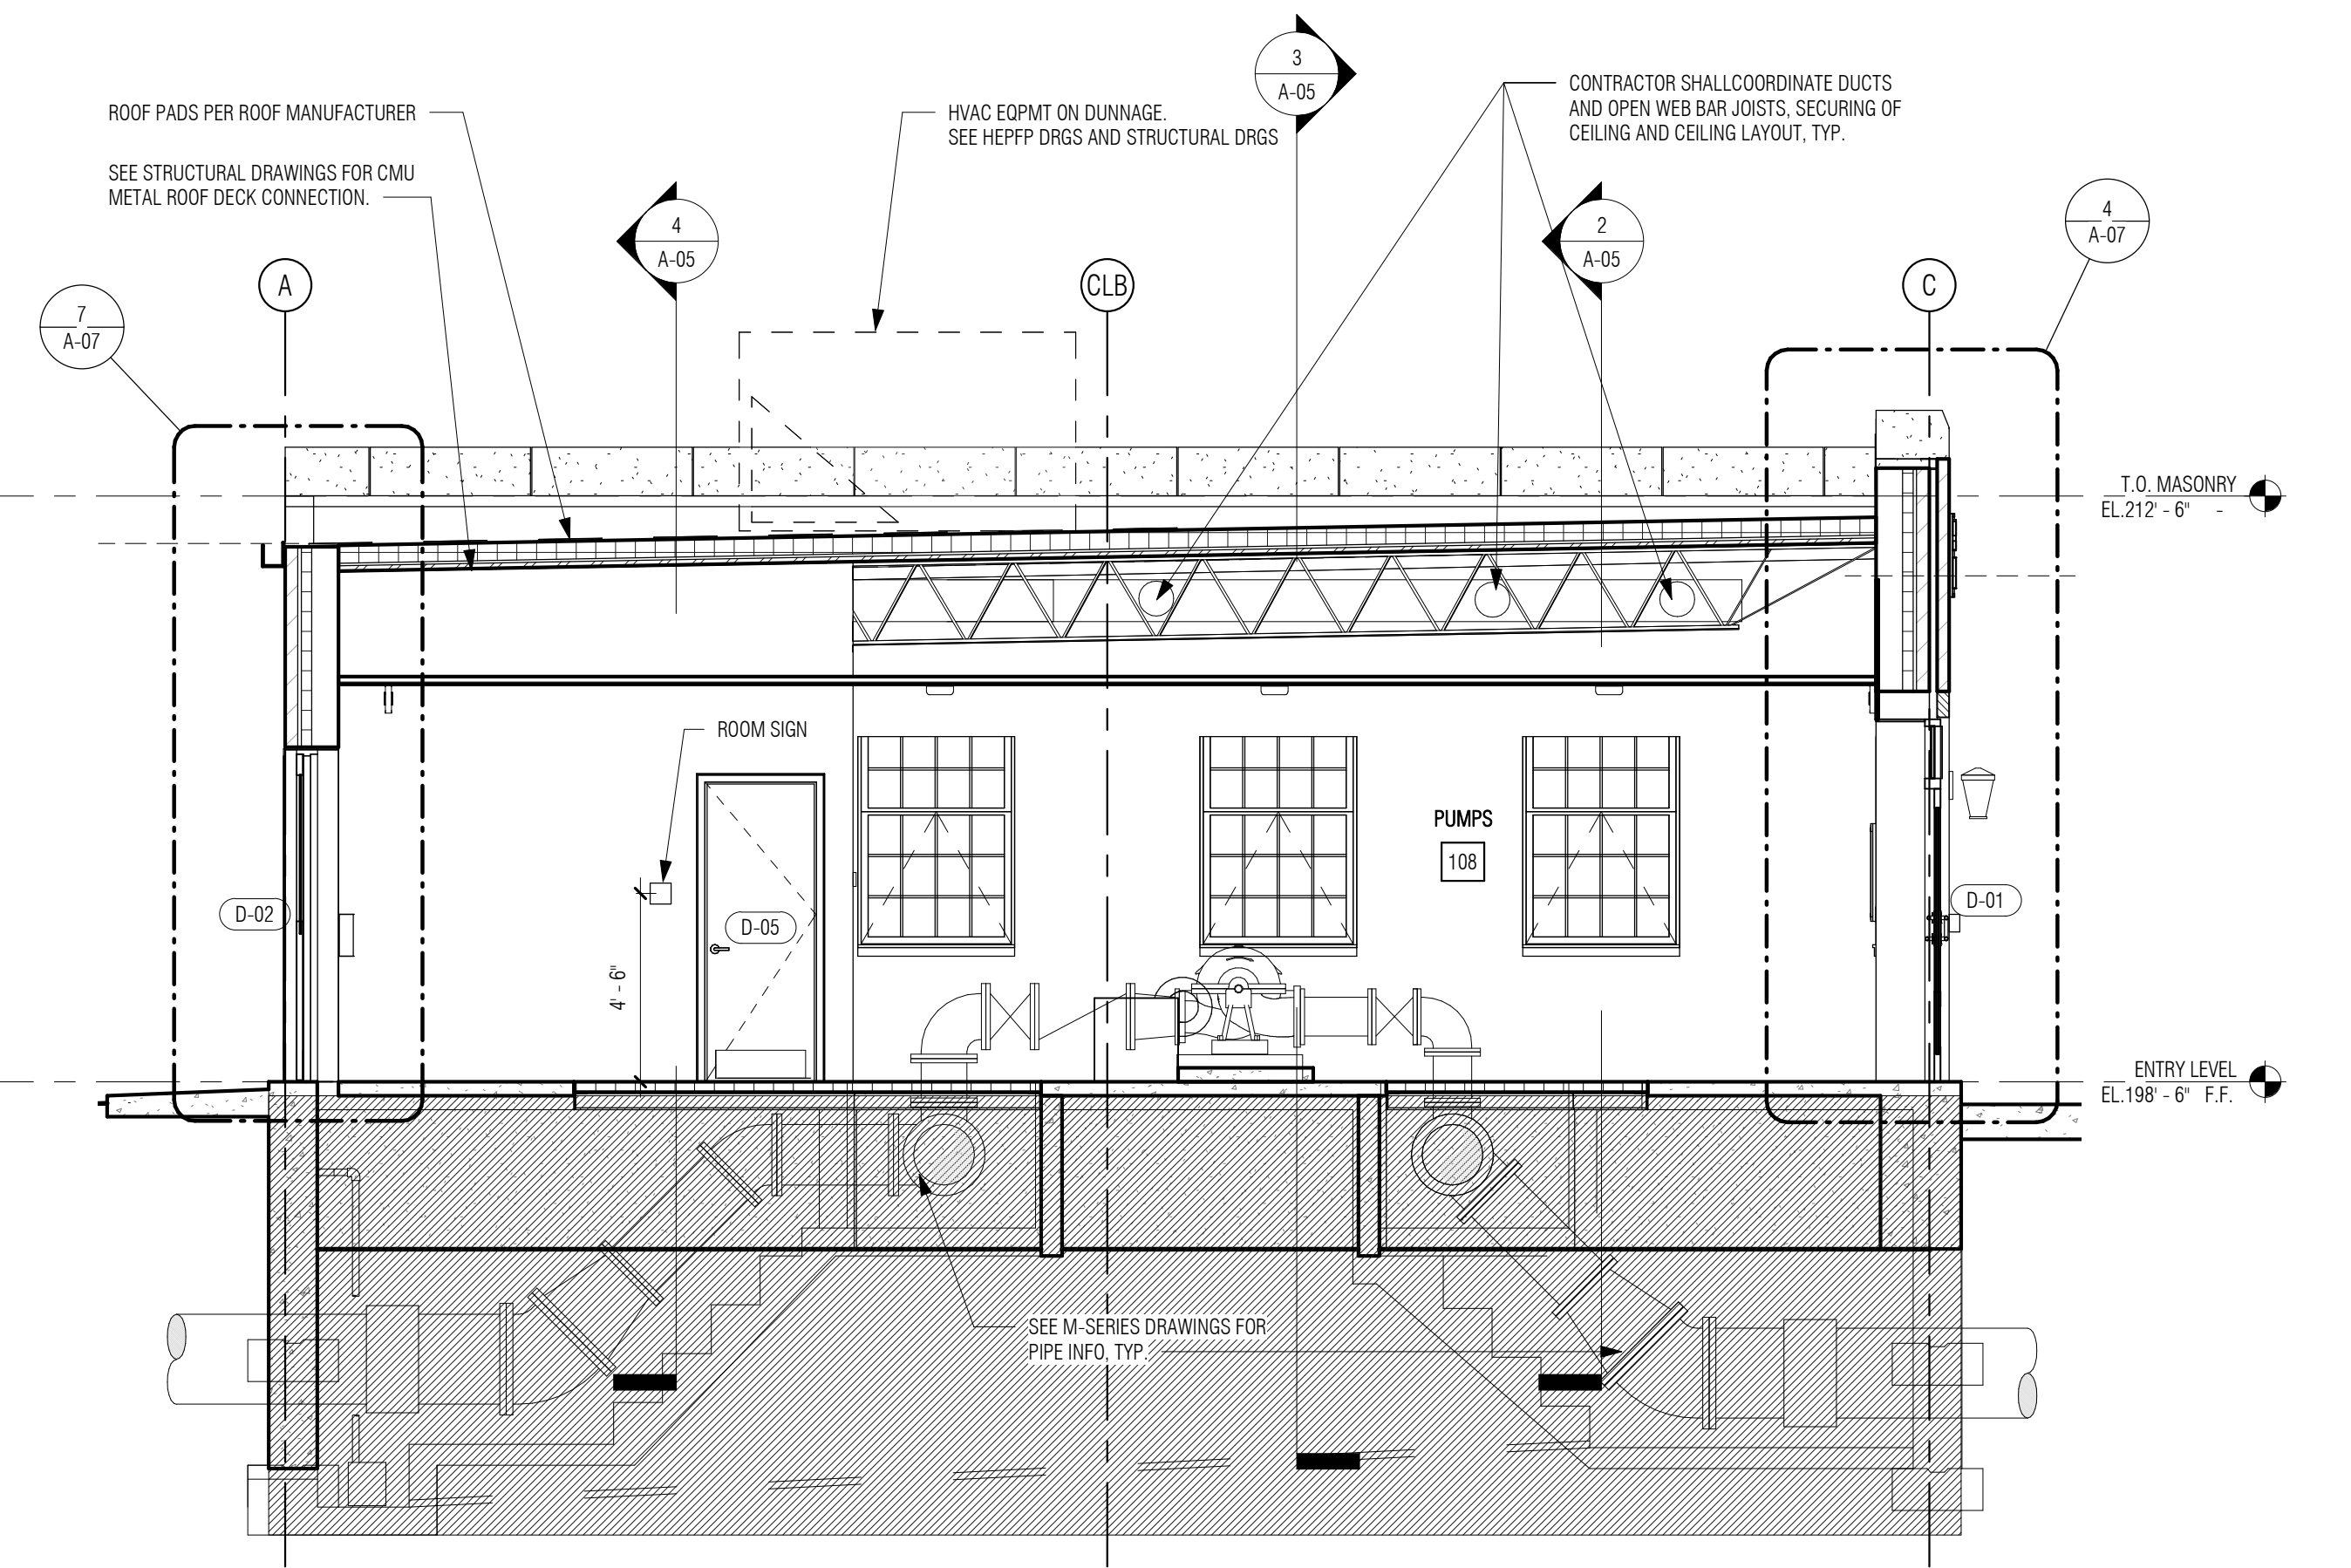 3
A-05
CONTRACTOR SHALLCOORDINATE DUCTS
AND OPEN WEB BAR JOISTS, SECURING OF
CEILING AND CEILING LAYOUT, TYP.
ROOF PADS PER ROOF MANUFACTURER
HVAC EQPMT ON DUNNAGE.
SEE HEPFP DRGS AND STRUCTURAL DRGS
SEE STRUCTURAL DRAWINGS FOR CMU
METAL ROOF DECK CONNECTION.
4
A-05
2
A-05
4
A-07
A
CLB
C
7
A-07
T.O. MASONRY
EL.212' - 6" -
ROOM SIGN
PUMPS
108
D-02
D-05
D-01
4' - 6"
ENTRY LEVEL
EL.198' - 6" F.F.
SEE M-SERIES DRAWINGS FOR
PIPE INFO, TYP.